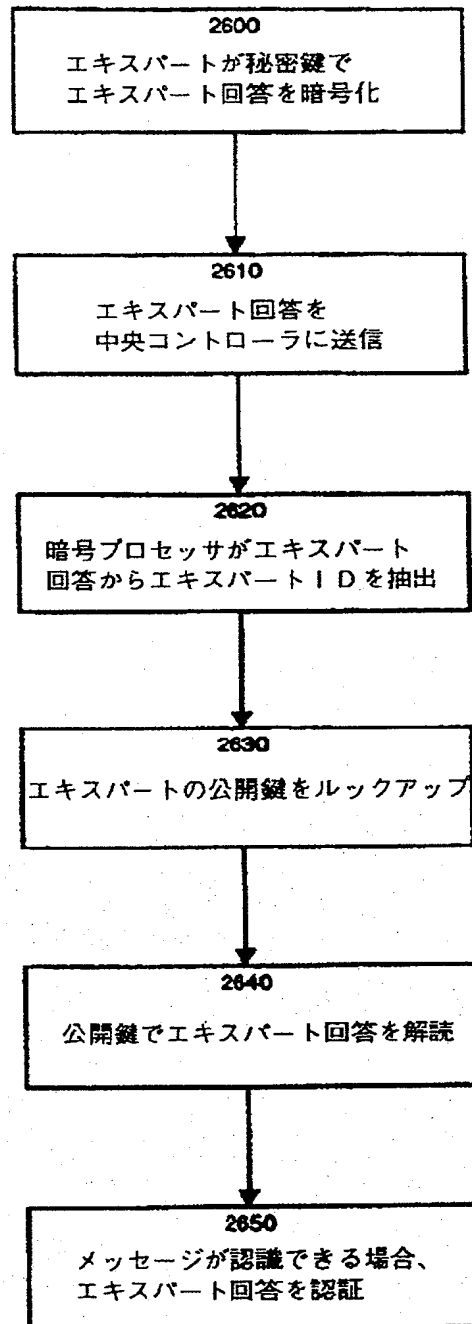 2600
エキスパートが秘密鍵で
エキスパート回答を暗号化
2610
エキスパート回答を
中央コントローラに送信
2620
暗号プロセッサがエキスパート
回答からエキスパートＩＤを抽出
2630
エキスパートの公開鍵をルックアップ
2640
公開鍵でエキスパート回答を解読
2650
メッセージが認識できる場合、
エキスパート回答を認証